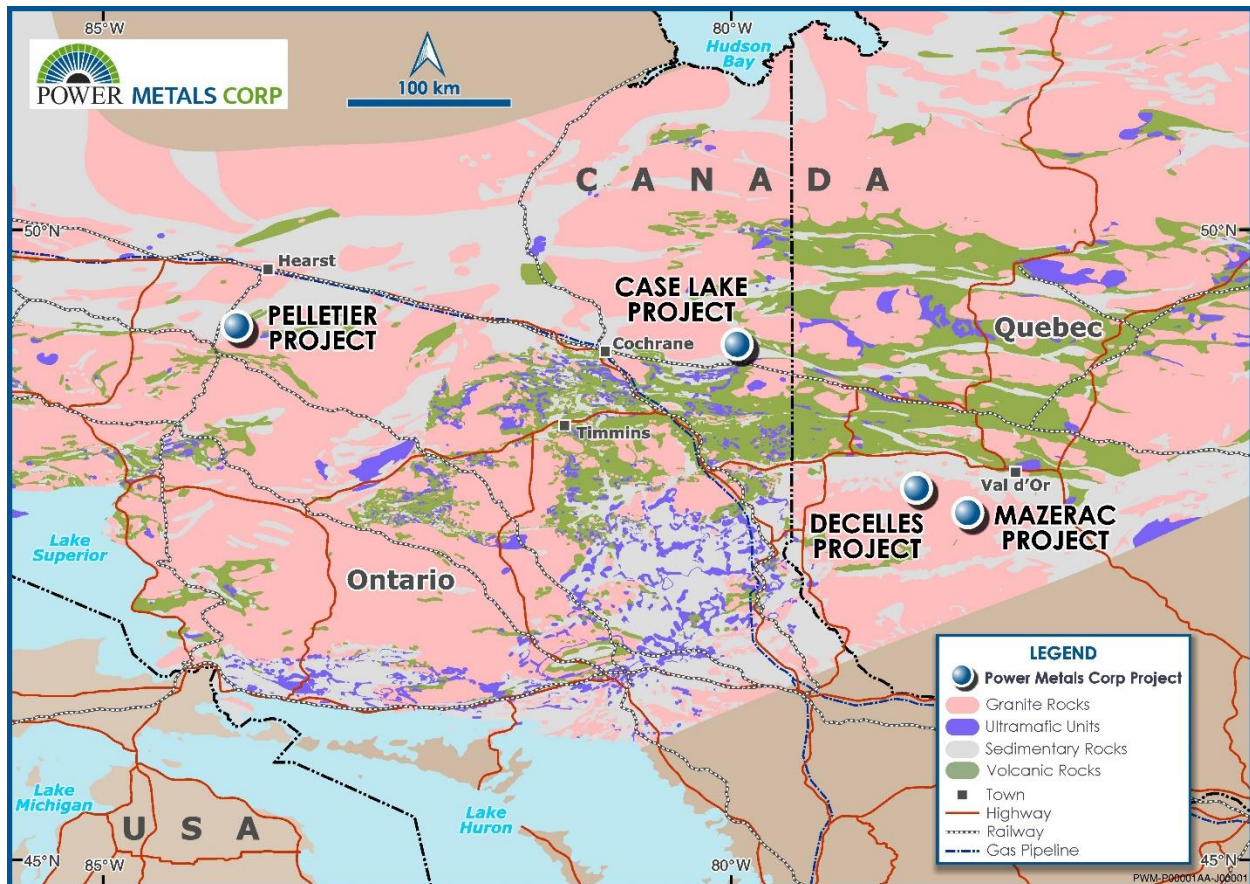 85°W
80°W
Hudson
Bay
POWER METALS CORP
100 km
CANADA
50°N
50°N
Hearst
PELLETIER
PROJECT
CASE LAKE
PROJECT
Cochrane
Quebec
Timmins
Val d'Or
DECELLES
PROJECT
MAZERAC
PROJECT
Lake
Superior
Ontario
Lake
Michigan
USA
Lake
Huron
LEGEND
Power Metals Corp Project
Granite Rocks
Ultramafic Units
Sedimentary Rocks
Volcanic Rocks
Town
Highway
Railway
Gas Pipeline
45°N
85°W
80°W
45°N
PWM-P00001AA-J00001